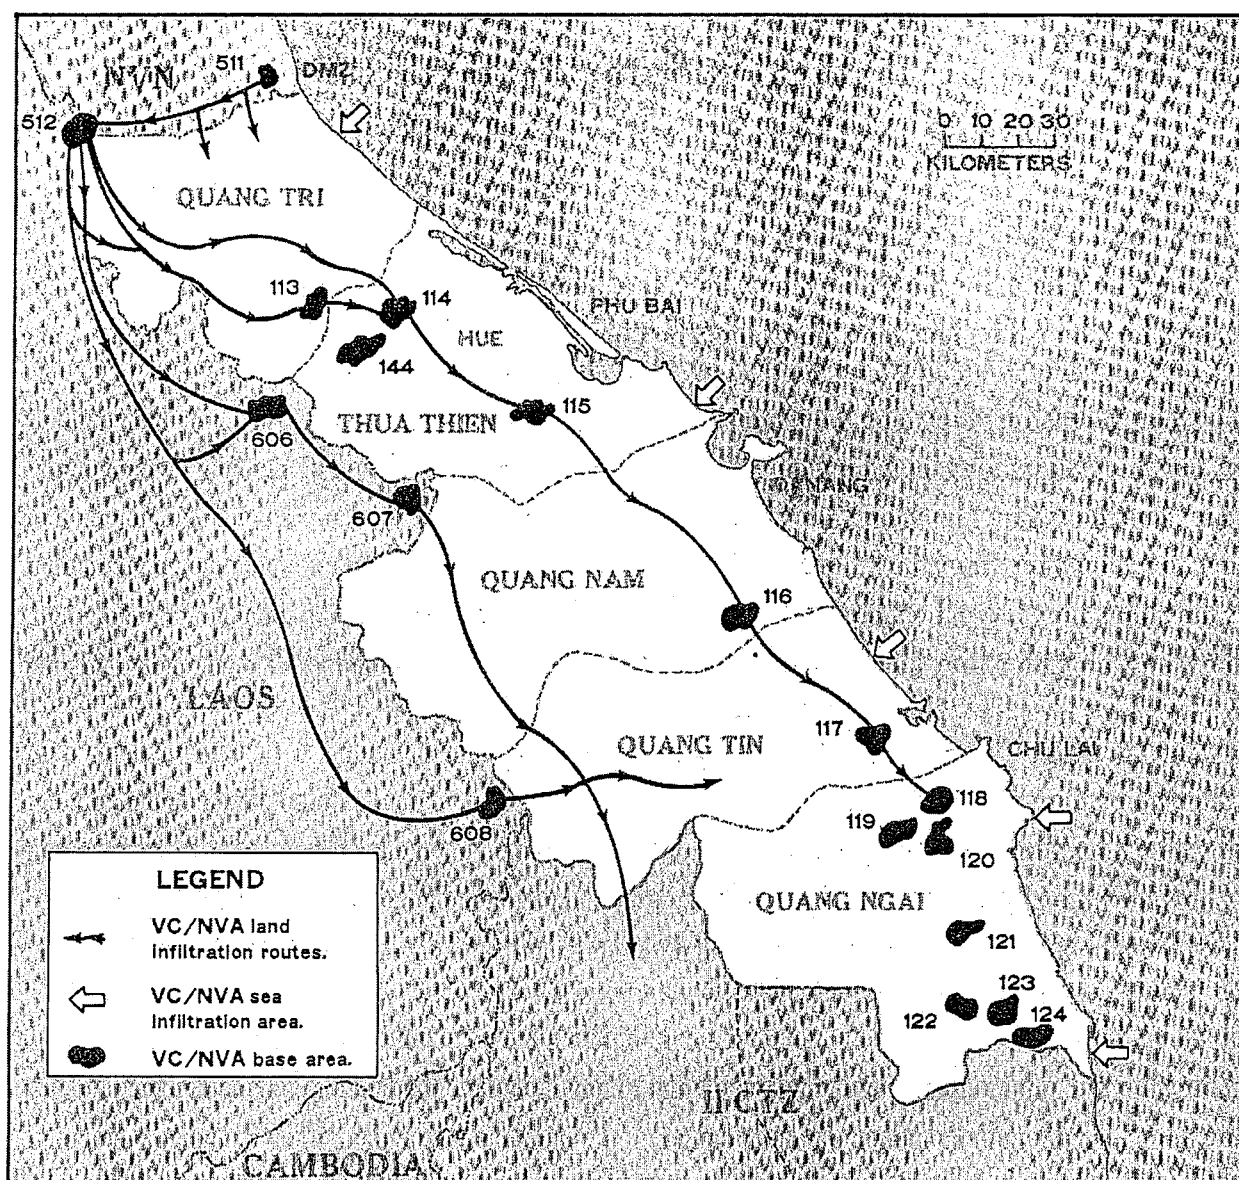 NVN
511
DMZ
512
0 10 20 30
KILOMETERS
QUANG TRI
113
114
PHU BAI
HUE
144
115
THUA THIEN
606
DANANG
607
QUANG NAM
116
LAOS
117
QUANG TIN
CHU LAI
118
608
119
120
LEGEND
VC/NVA land
infiltration routes.
VC/NVA sea
infiltration area.
VC/NVA base area.
QUANG NGAI
121
123
122
124
II CTZ
CAMBODIA